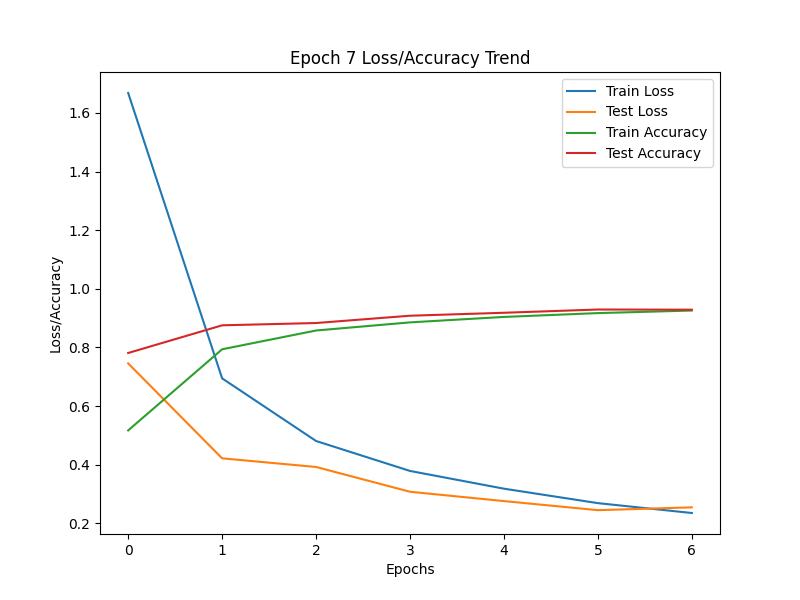 Epoch 7 Loss/Accuracy Trend
Train Loss
Test Loss
Train Accuracy
Test Accuracy
Loss/Accuracy
1.6
1.4
1.2
1.0
0.8
0.6
0.4
0.2
0 1 2 3 4 5 6
Epochs